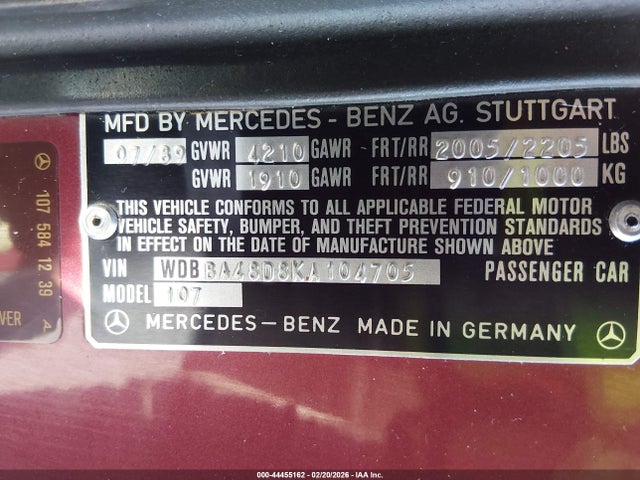 MFD BY MERCEDES - BENZ AG. STUTTGART
07/89 GVWR 4210 GAWR FRT/RR 2005/2205 LBS
GVWR 1910 GAWR FRT/RR 910/1000 KG
THIS VEHICLE CONFORMS TO ALL APPLICABLE FEDERAL MOTOR
VEHICLE SAFETY, BUMPER, AND THEFT PREVENTION STANDARDS
IN EFFECT ON THE DATE OF MANUFACTURE SHOWN ABOVE
VIN WDBBA48D8KA104705 PASSENGER CAR
MODEL 107
MERCEDES-BENZ MADE IN GERMANY
107 584 12 39 A
VER
000-44455162 - 02/20/2026 - IAA Inc.